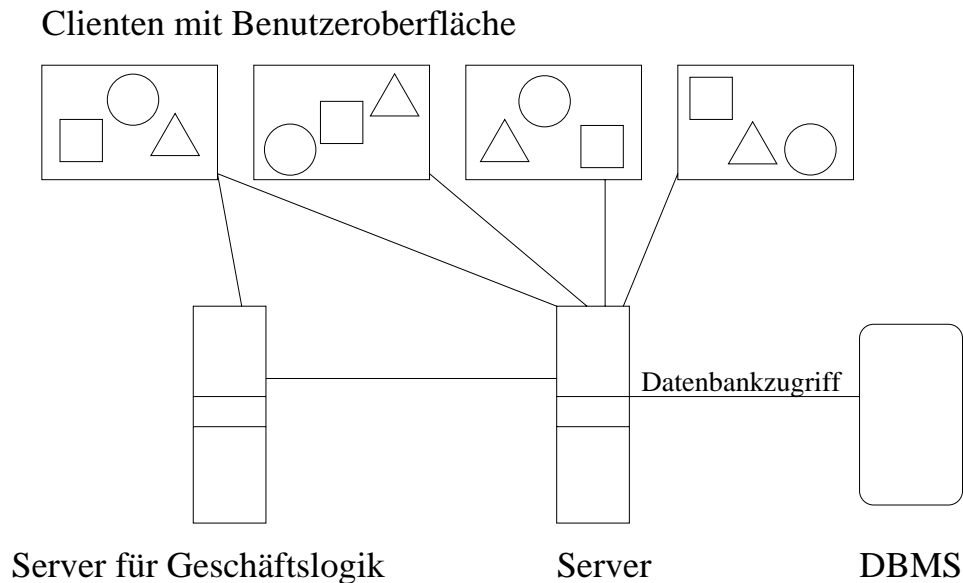 Clienten mit Benutzeroberfläche
Datenbankzugriff
Server für Geschäftslogik
Server
DBMS